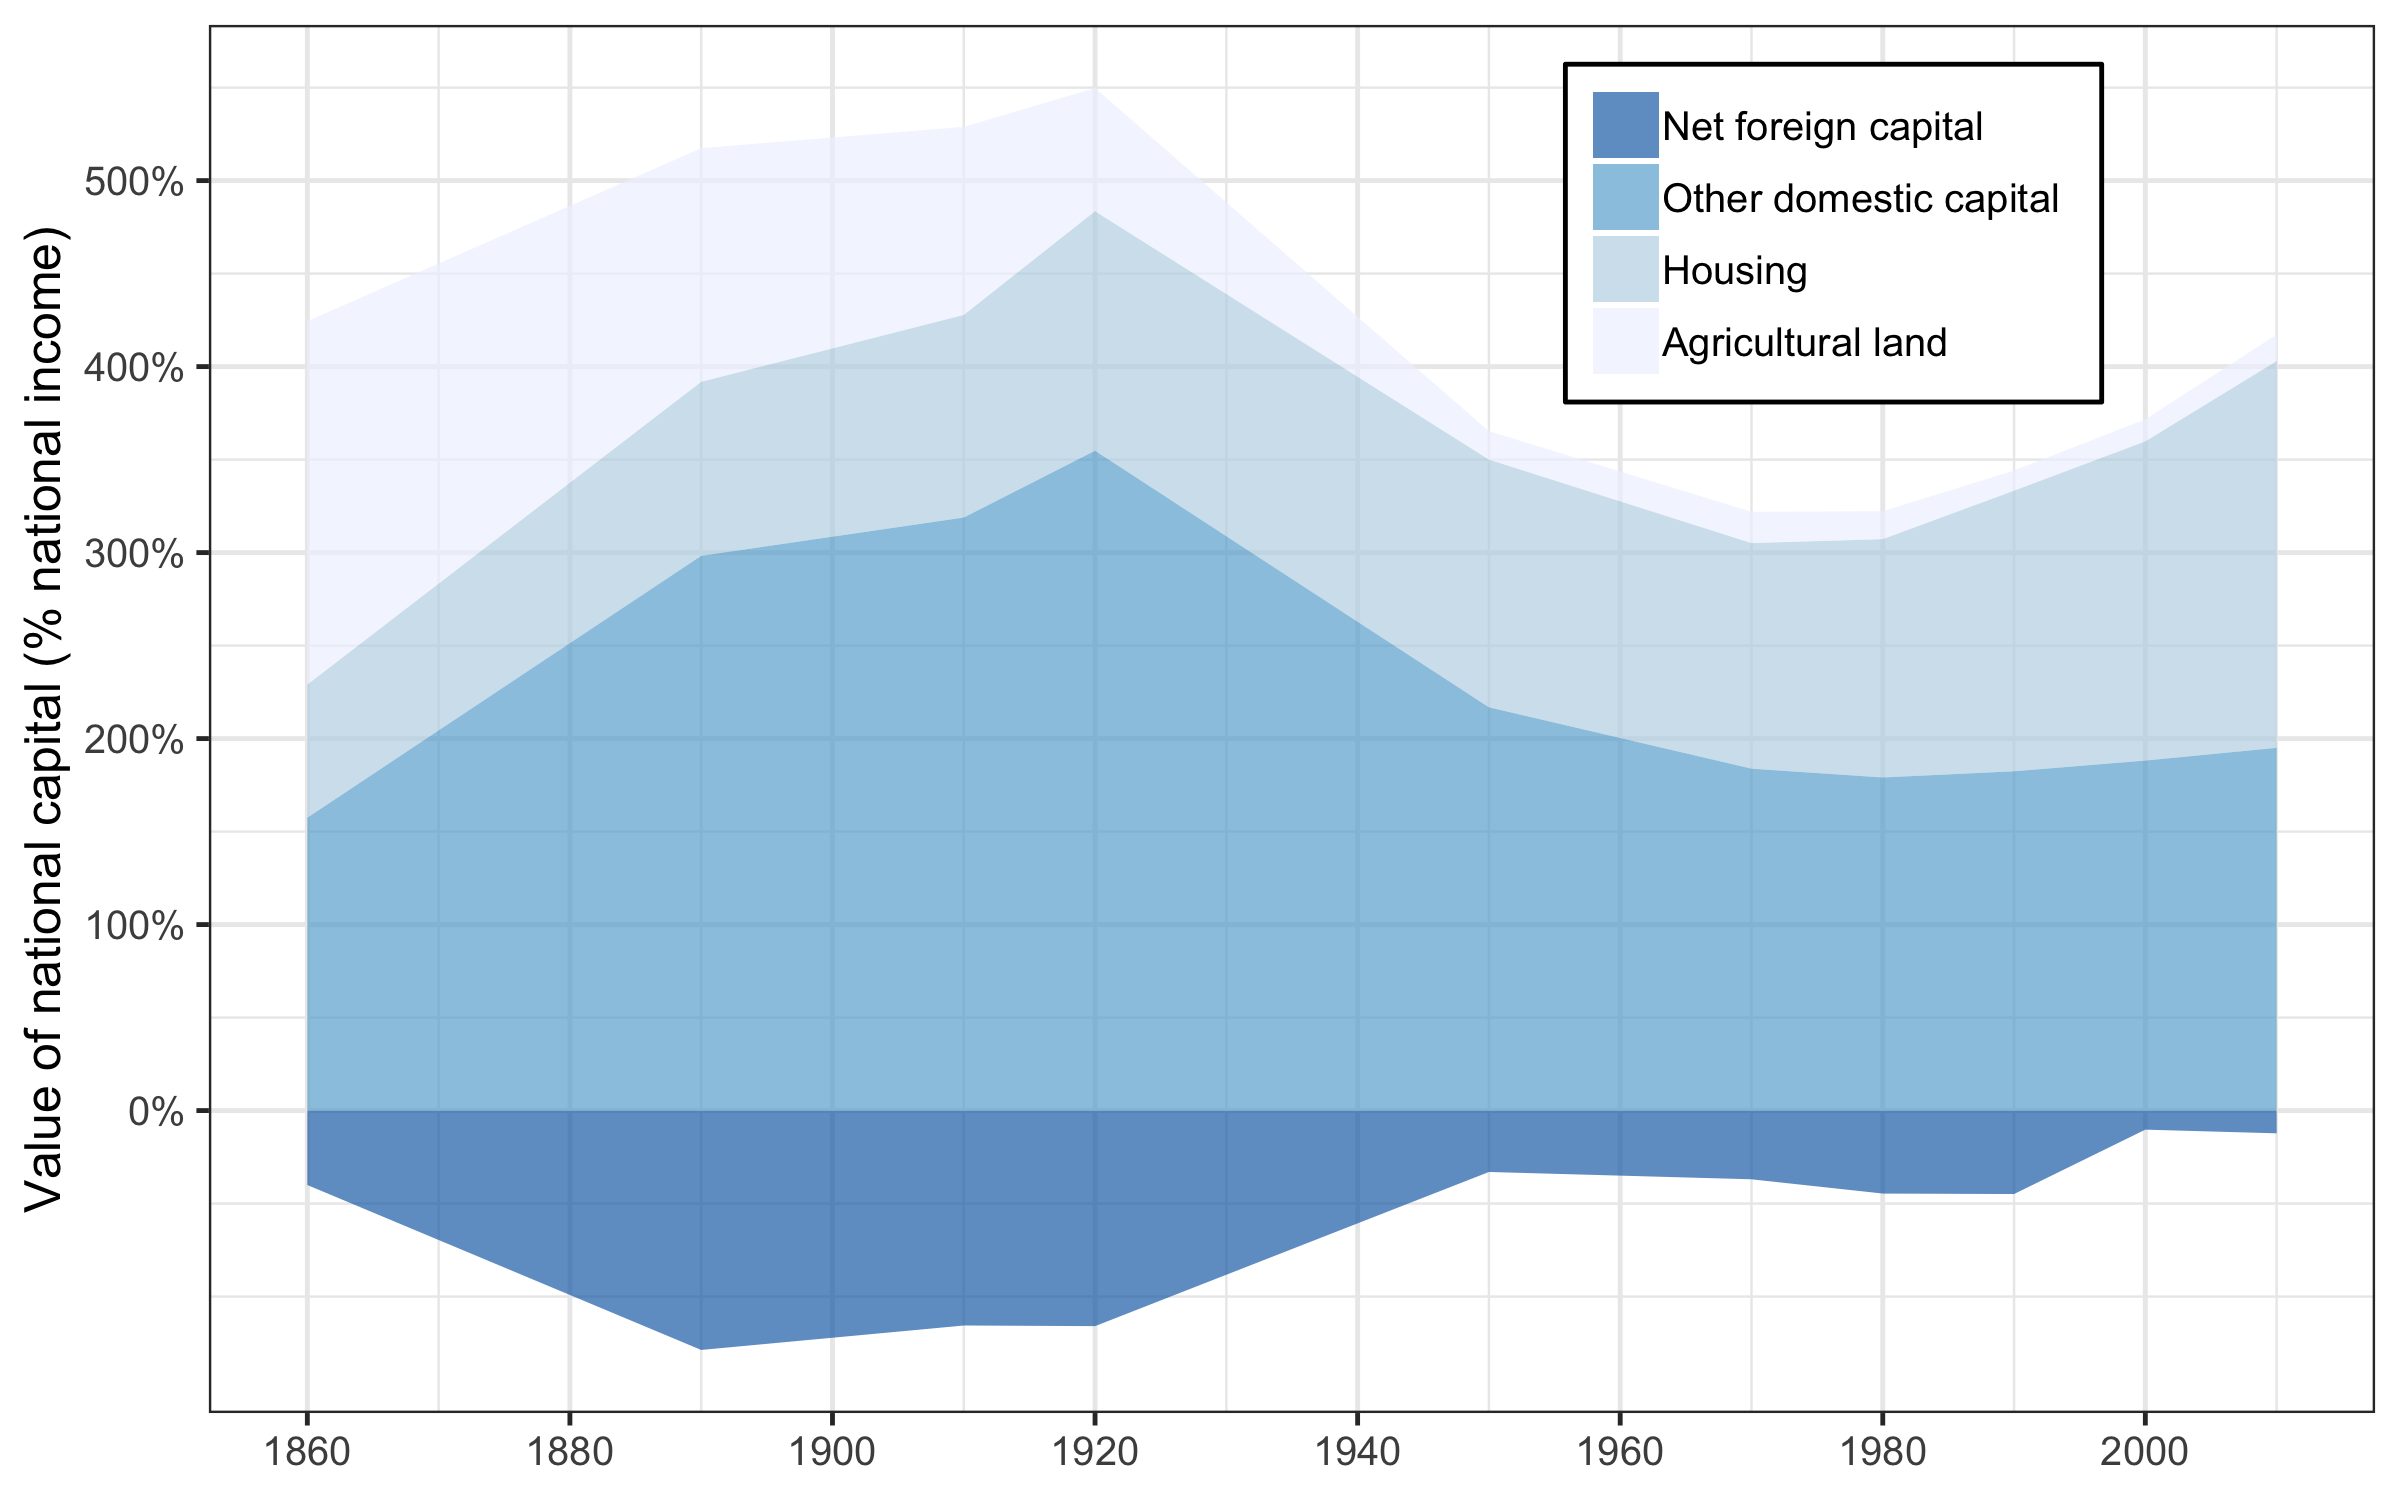 Value of national capital (% national income)
500%
400%
300%
200%
100%
0%
Net foreign capital
Other domestic capital
Housing
Agricultural land
1860 1880 1900 1920 1940 1960 1980 2000